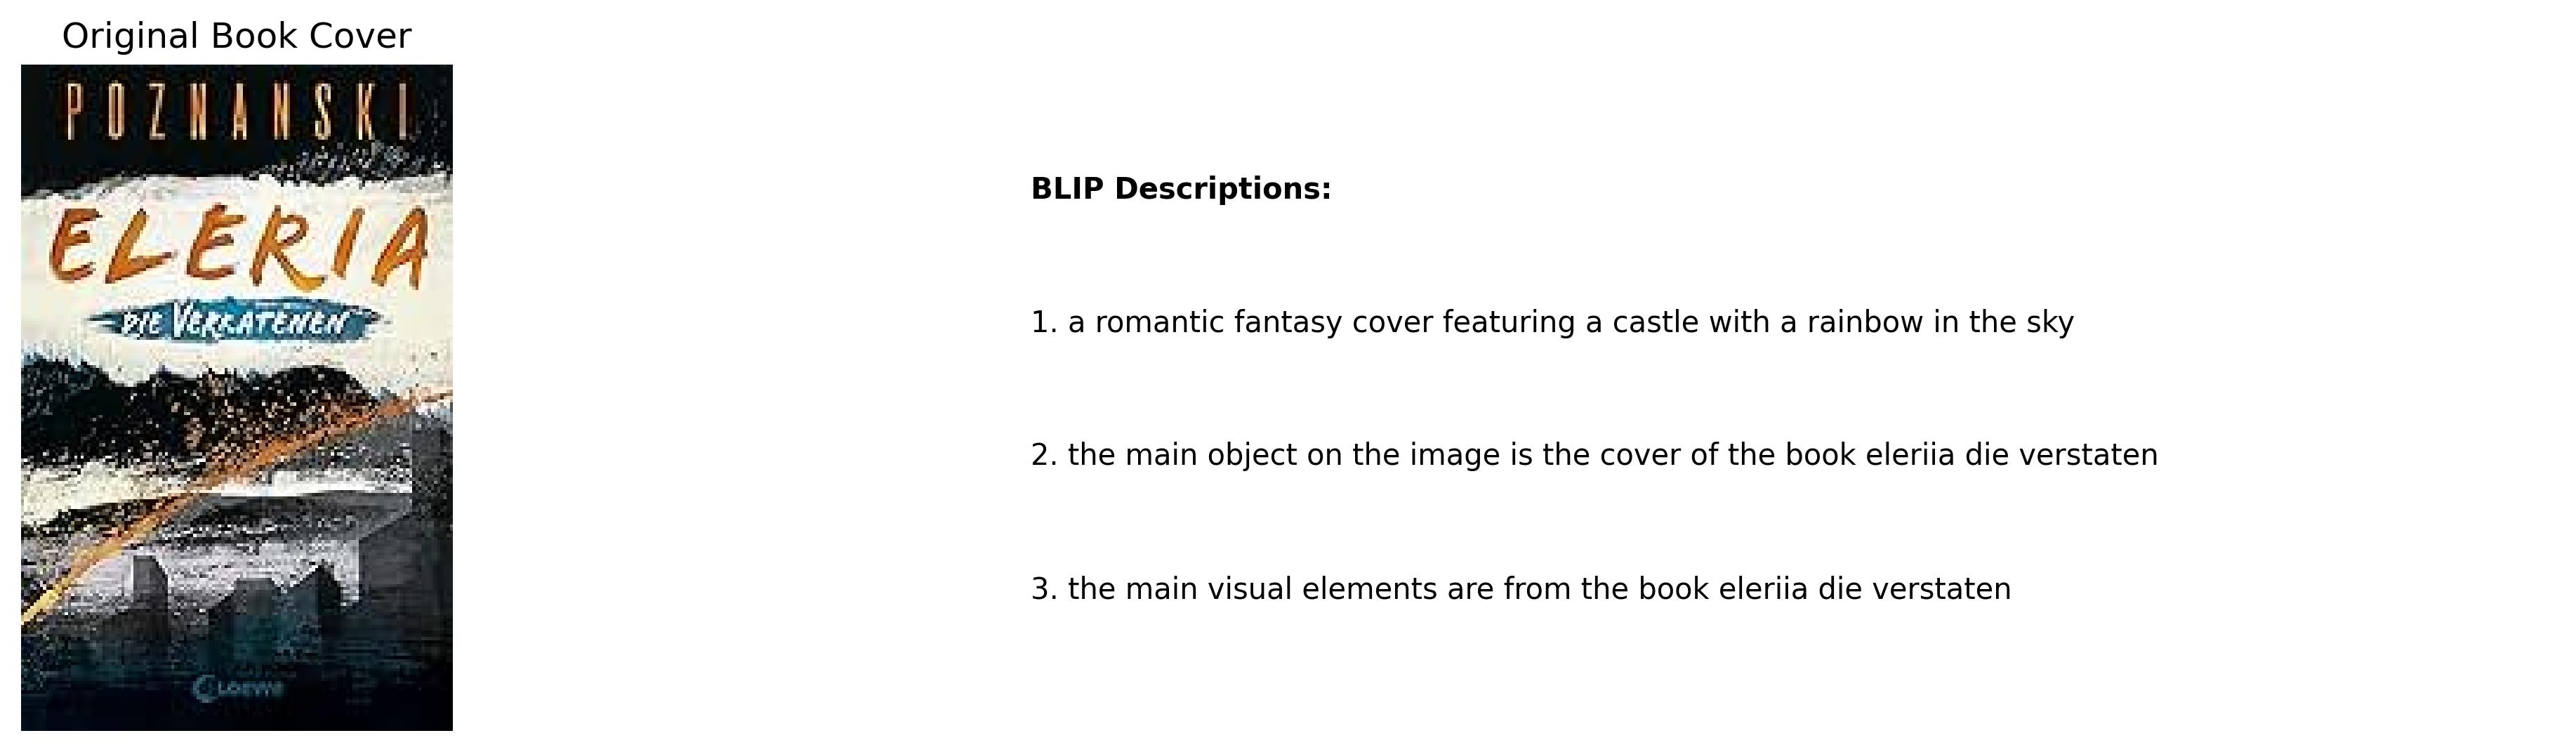 Original Book Cover
POZNANSKI
ELERIA
DIE VERRATENEN
LOEWE
BLIP Descriptions:
1. a romantic fantasy cover featuring a castle with a rainbow in the sky
2. the main object on the image is the cover of the book eleriia die verstaten
3. the main visual elements are from the book eleriia die verstaten